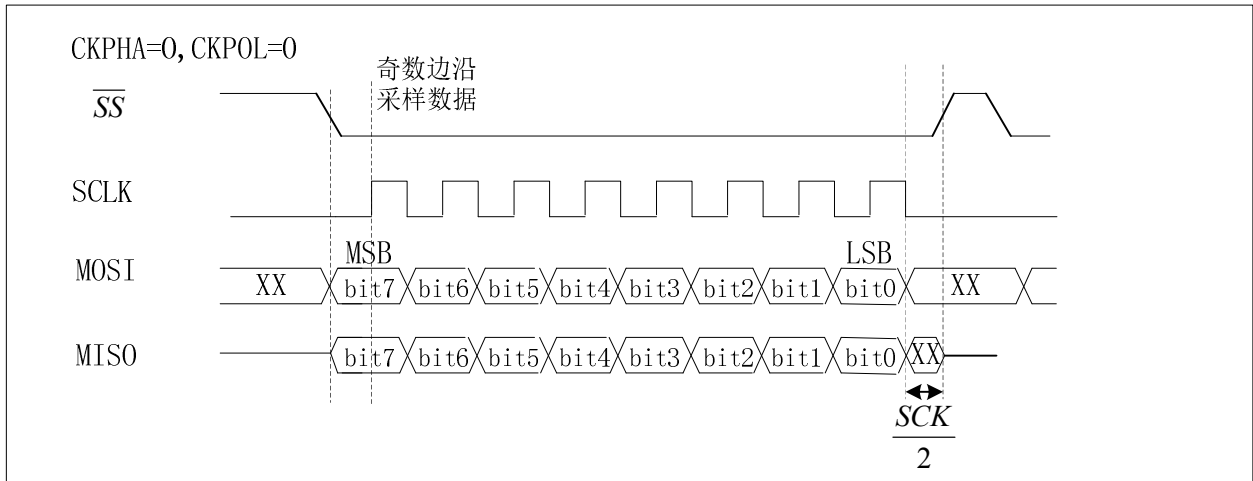 CKPHA=0,CKPOL=0
奇数边沿
采样数据
SS
SCLK
MSB
LSB
MOSI
XX bit7 bit6 bit5 bit4 bit3 bit2 bit1 bit0 XX
MISO
bit7 bit6 bit5 bit4 bit3 bit2 bit1 bit0 XX
SCK
2